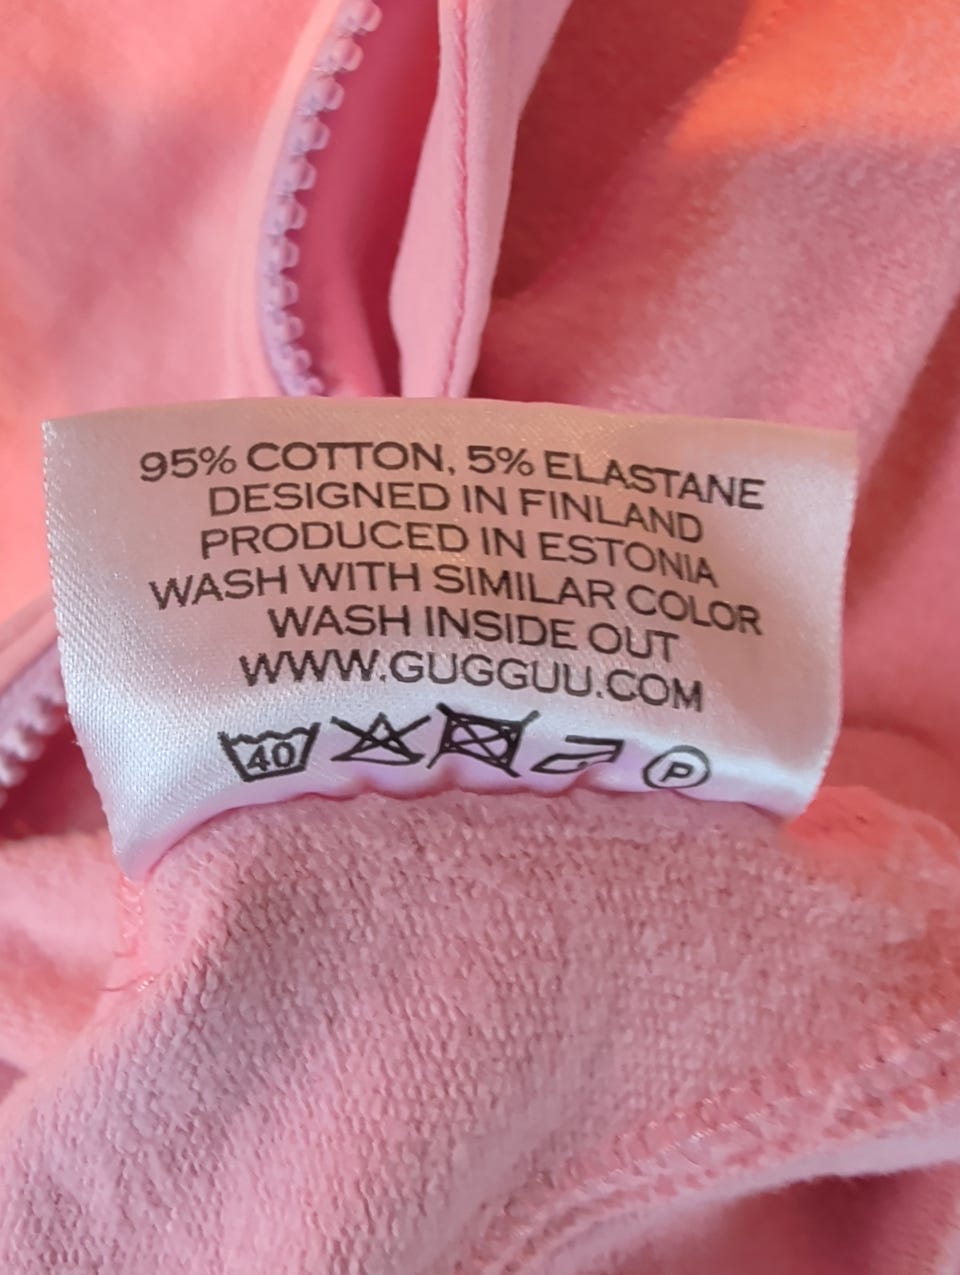 95% COTTON, 5% ELASTANE
DESIGNED IN FINLAND
PRODUCED IN ESTONIA
WASH WITH SIMILAR COLOR
WASH INSIDE OUT
WWW.GUGGUU.COM
40 P